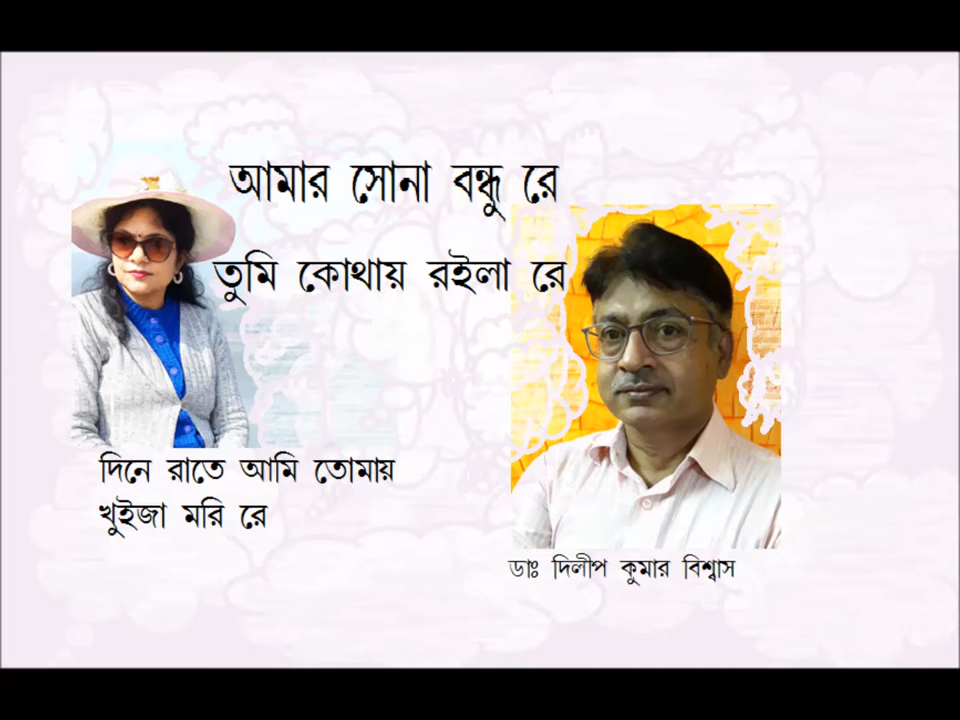 আমার সোনা বন্ধু রে
তুমি কোথায় রইলা রে
দিনে রাতে আমি তোমায়
খুইজা মরি রে
ডাঃ দিলীপ কুমার বিশ্বাস